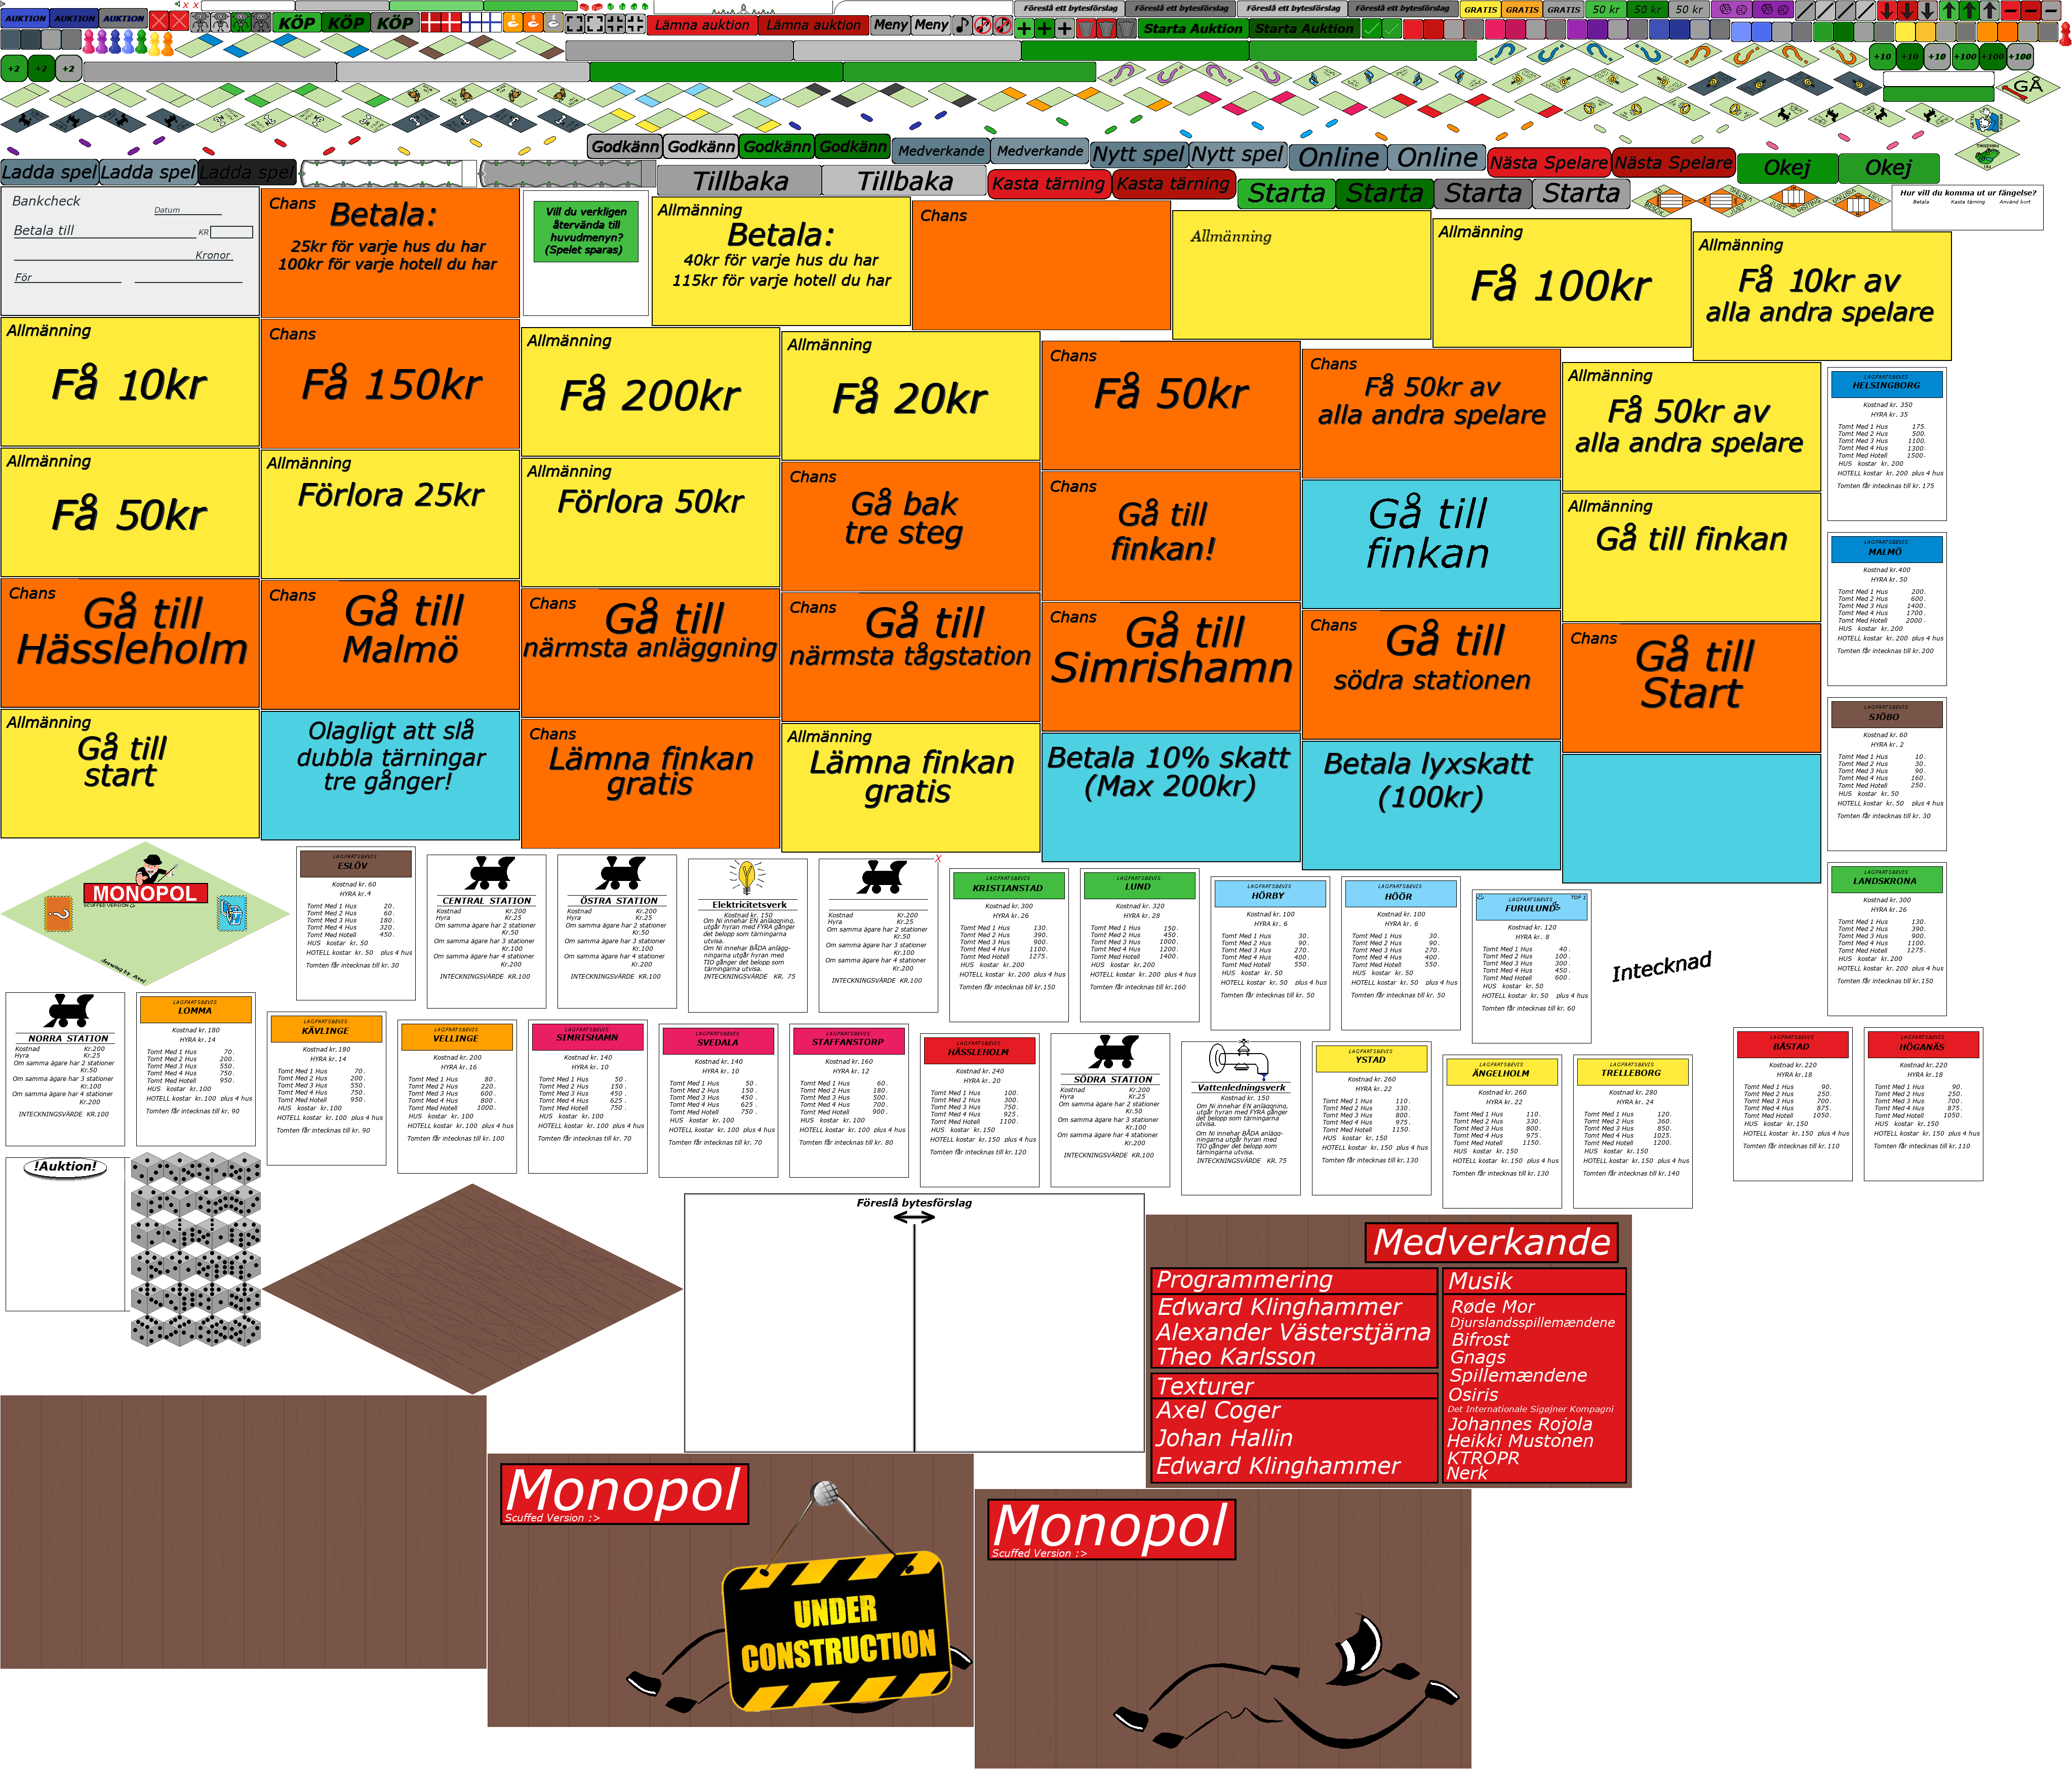 AUKTION AUKTION AUKTION
KÖP KÖP KÖP
Lämna auktion Lämna auktion
Meny Meny
Föreslå ett bytesförslag Föreslå ett bytesförslag Föreslå ett bytesförslag Föreslå ett bytesförslag
Starta Auktion Starta Auktion
GRATIS GRATIS GRATIS
50 kr 50 kr 50 kr
+2 +2 +2
+10 +10 +10 +100 +100 +100
GÅ
Godkänn Godkänn Godkänn Godkänn
Medverkande Medverkande
Nytt spel Nytt spel
Online Online
Nästa Spelare Nästa Spelare
Okej Okej
Ladda spel Ladda spel Ladda spel
Tillbaka Tillbaka
Kasta tärning Kasta tärning
Starta Starta Starta Starta
Hur vill du komma ut ur fängelse?
Betala Kasta tärning Använd kort
Bankcheck
Datum
Betala till KR
Kronor
För
Chans
Betala:
25kr för varje hus du har
100kr för varje hotell du har
Vill du verkligen
återvända till
huvudmenyn?
(Spelet sparas)
Allmänning
Betala:
40kr för varje hus du har
115kr för varje hotell du har
Chans
Allmänning
Allmänning
Få 100kr
Allmänning
Få 10kr av
alla andra spelare
Allmänning
Få 10kr
Chans
Få 150kr
Allmänning
Få 200kr
Allmänning
Få 20kr
Chans
Få 50kr
Chans
Få 50kr av
alla andra spelare
Allmänning
Få 50kr av
alla andra spelare
Allmänning
Få 50kr
Allmänning
Förlora 25kr
Allmänning
Förlora 50kr
Chans
Gå bak
tre steg
Chans
Gå till
finkan!
Gå till
finkan
Allmänning
Gå till finkan
Chans
Gå till
Hässleholm
Chans
Gå till
Malmö
Chans
Gå till
närmsta anläggning
Chans
Gå till
närmsta tågstation
Chans
Gå till
Simrishamn
Chans
Gå till
södra stationen
Chans
Gå till
Start
Allmänning
Gå till
start
Olagligt att slå
dubbla tärningar
tre gånger!
Chans
Lämna finkan
gratis
Allmänning
Lämna finkan
gratis
Betala 10% skatt
(Max 200kr)
Betala lyxskatt
(100kr)
LAGFARTSBEVIS
HELSINGBORG
Kostnad kr. 350
HYRA kr. 35
Tomt Med 1 Hus 175.
Tomt Med 2 Hus 500.
Tomt Med 3 Hus 1100.
Tomt Med 4 Hus 1300.
Tomt Med Hotell 1500.
HUS kostar kr. 200
HOTELL kostar kr. 200 plus 4 hus
Tomten får intecknas till kr. 175
LAGFARTSBEVIS
MALMÖ
Kostnad kr.400
HYRA kr. 50
Tomt Med 1 Hus 200.
Tomt Med 2 Hus 600.
Tomt Med 3 Hus 1400.
Tomt Med 4 Hus 1700.
Tomt Med Hotell 2000.
HUS kostar kr. 200
HOTELL kostar kr. 200 plus 4 hus
Tomten får intecknas till kr. 200
LAGFARTSBEVIS
SJÖBO
Kostnad kr. 60
HYRA kr. 2
Tomt Med 1 Hus 10.
Tomt Med 2 Hus 30.
Tomt Med 3 Hus 90.
Tomt Med 4 Hus 160.
Tomt Med Hotell 250.
HUS kostar kr. 50
HOTELL kostar kr. 50 plus 4 hus
Tomten får intecknas till kr. 30
MONOPOL
SCUFFED VERSION
drawing by Axel
LAGFARTSBEVIS
ESLÖV
Kostnad kr. 60
HYRA kr.4
Tomt Med 1 Hus 20.
Tomt Med 2 Hus 60.
Tomt Med 3 Hus 180.
Tomt Med 4 Hus 320.
Tomt Med Hotell 450.
HUS kostar kr. 50
HOTELL kostar kr. 50 plus 4 hus
Tomten får intecknas till kr. 30
CENTRAL STATION
Kostnad Kr.200
Hyra Kr.25
Om samma ägare har 2 stationer
Kr.50
Om samma ägare har 3 stationer
Kr.100
Om samma ägare har 4 stationer
Kr.200
INTECKNINGSVÄRDE KR.100
ÖSTRA STATION
Kostnad Kr.200
Hyra Kr.25
Om samma ägare har 2 stationer
Kr.50
Om samma ägare har 3 stationer
Kr.100
Om samma ägare har 4 stationer
Kr.200
INTECKNINGSVÄRDE KR.100
Elektricitetsverk
Kostnad kr. 150
Om Ni innehar EN anläggning,
utgår hyran med FYRA gånger
det belopp som tärningarna
utvisa.
Om Ni innehar BÅDA anlägg-
ningarna utgår hyran med
TIO gånger det belopp som
tärningarna utvisa.
INTECKNINGSVÄRDE KR. 75
X
Kostnad Kr.200
Hyra Kr.25
Om samma ägare har 2 stationer
Kr.50
Om samma ägare har 3 stationer
Kr.100
Om samma ägare har 4 stationer
Kr.200
INTECKNINGSVÄRDE KR.100
LAGFARTSBEVIS
KRISTIANSTAD
Kostnad kr.300
HYRA kr. 26
Tomt Med 1 Hus 130.
Tomt Med 2 Hus 390.
Tomt Med 3 Hus 900.
Tomt Med 4 Hus 1100.
Tomt Med Hotell 1275.
HUS kostar kr.200
HOTELL kostar kr.200 plus 4 hus
Tomten får intecknas till kr.150
LAGFARTSBEVIS
LUND
Kostnad kr. 320
HYRA kr. 28
Tomt Med 1 Hus 150.
Tomt Med 2 Hus 450.
Tomt Med 3 Hus 1000.
Tomt Med 4 Hus 1200.
Tomt Med Hotell 1400.
HUS kostar kr.200
HOTELL kostar kr.200 plus 4 hus
Tomten får intecknas till kr.160
LAGFARTSBEVIS
HÖRBY
Kostnad kr.100
HYRA kr. 6
Tomt Med 1 Hus 30.
Tomt Med 2 Hus 90.
Tomt Med 3 Hus 270.
Tomt Med 4 Hus 400.
Tomt Med Hotell 550.
HUS kostar kr. 50
HOTELL kostar kr. 50 plus 4 hus
Tomten får intecknas till kr. 50
LAGFARTSBEVIS
HÖÖR
Kostnad kr.100
HYRA kr. 6
Tomt Med 1 Hus 30.
Tomt Med 2 Hus 90.
Tomt Med 3 Hus 270.
Tomt Med 4 Hus 400.
Tomt Med Hotell 550.
HUS kostar kr. 50
HOTELL kostar kr. 50 plus 4 hus
Tomten får intecknas till kr. 50
LAGFARTSBEVIS TOP 1
FURULUND
Kostnad kr. 120
HYRA kr. 8
Tomt Med 1 Hus 40.
Tomt Med 2 Hus 100.
Tomt Med 3 Hus 300.
Tomt Med 4 Hus 450.
Tomt Med Hotell 600.
HUS kostar kr.50
HOTELL kostar kr. 50 plus 4 hus
Tomten får intecknas till kr. 60
Intecknad
LAGFARTSBEVIS
LANDSKRONA
Kostnad kr.300
HYRA kr. 26
Tomt Med 1 Hus 130.
Tomt Med 2 Hus 390.
Tomt Med 3 Hus 900.
Tomt Med 4 Hus 1100.
Tomt Med Hotell 1275.
HUS kostar kr.200
HOTELL kostar kr.200 plus 4 hus
Tomten får intecknas till kr.150
NORRA STATION
Kostnad Kr.200
Hyra Kr.25
Om samma ägare har 2 stationer
Kr.50
Om samma ägare har 3 stationer
Kr.100
Om samma ägare har 4 stationer
Kr.200
INTECKNINGSVÄRDE KR.100
LAGFARTSBEVIS
LOMMA
Kostnad kr.180
HYRA kr.14
Tomt Med 1 Hus 70.
Tomt Med 2 Hus 200.
Tomt Med 3 Hus 550.
Tomt Med 4 Hus 750.
Tomt Med Hotell 950.
HUS kostar kr.100
HOTELL kostar kr.100 plus 4 hus
Tomten får intecknas till kr. 90
LAGFARTSBEVIS
KÄVLINGE
Kostnad kr.180
HYRA kr.14
Tomt Med 1 Hus 70.
Tomt Med 2 Hus 200.
Tomt Med 3 Hus 550.
Tomt Med 4 Hus 750.
Tomt Med Hotell 950.
HUS kostar kr.100
HOTELL kostar kr.100 plus 4 hus
Tomten får intecknas till kr. 90
LAGFARTSBEVIS
VELLINGE
Kostnad kr. 200
HYRA kr. 16
Tomt Med 1 Hus 80.
Tomt Med 2 Hus 220.
Tomt Med 3 Hus 600.
Tomt Med 4 Hus 800.
Tomt Med Hotell 1000.
HUS kostar kr. 100
HOTELL kostar kr.100 plus 4 hus
Tomten får intecknas till kr. 100
LAGFARTSBEVIS
SIMRISHAMN
Kostnad kr. 140
HYRA kr. 10
Tomt Med 1 Hus 50.
Tomt Med 2 Hus 150.
Tomt Med 3 Hus 450.
Tomt Med 4 Hus 625.
Tomt Med Hotell 750.
HUS kostar kr.100
HOTELL kostar kr.100 plus 4 hus
Tomten får intecknas till kr. 70
LAGFARTSBEVIS
SVEDALA
Kostnad kr. 140
HYRA kr. 10
Tomt Med 1 Hus 50.
Tomt Med 2 Hus 150.
Tomt Med 3 Hus 450.
Tomt Med 4 Hus 625.
Tomt Med Hotell 750.
HUS kostar kr.100
HOTELL kostar kr.100 plus 4 hus
Tomten får intecknas till kr. 70
LAGFARTSBEVIS
STAFFANSTORP
Kostnad kr. 160
HYRA kr. 12
Tomt Med 1 Hus 60.
Tomt Med 2 Hus 180.
Tomt Med 3 Hus 500.
Tomt Med 4 Hus 700.
Tomt Med Hotell 900.
HUS kostar kr.100
HOTELL kostar kr.100 plus 4 hus
Tomten får intecknas till kr. 80
LAGFARTSBEVIS
HÄSSLEHOLM
Kostnad kr. 240
HYRA kr. 20
Tomt Med 1 Hus 100.
Tomt Med 2 Hus 300.
Tomt Med 3 Hus 750.
Tomt Med 4 Hus 925.
Tomt Med Hotell 1100.
HUS kostar kr.150
HOTELL kostar kr.150 plus 4 hus
Tomten får intecknas till kr.120
SÖDRA STATION
Kostnad Kr.200
Hyra Kr.25
Om samma ägare har 2 stationer
Kr.50
Om samma ägare har 3 stationer
Kr.100
Om samma ägare har 4 stationer
Kr.200
INTECKNINGSVÄRDE KR.100
Vattenledningsverk
Kostnad kr. 150
Om Ni innehar EN anläggning,
utgår hyran med FYRA gånger
det belopp som tärningarna
utvisa.
Om Ni innehar BÅDA anlägg-
ningarna utgår hyran med
TIO gånger det belopp som
tärningarna utvisa.
INTECKNINGSVÄRDE KR. 75
LAGFARTSBEVIS
YSTAD
Kostnad kr. 260
HYRA kr. 22
Tomt Med 1 Hus 110.
Tomt Med 2 Hus 330.
Tomt Med 3 Hus 800.
Tomt Med 4 Hus 975.
Tomt Med Hotell 1150.
HUS kostar kr.150
HOTELL kostar kr.150 plus 4 hus
Tomten får intecknas till kr.130
LAGFARTSBEVIS
ÄNGELHOLM
Kostnad kr.260
HYRA kr. 22
Tomt Med 1 Hus 110.
Tomt Med 2 Hus 330.
Tomt Med 3 Hus 800.
Tomt Med 4 Hus 975.
Tomt Med Hotell 1150.
HUS kostar kr.150
HOTELL kostar kr.150 plus 4 hus
Tomten får intecknas till kr.130
LAGFARTSBEVIS
TRELLEBORG
Kostnad kr. 280
HYRA kr. 24
Tomt Med 1 Hus 120.
Tomt Med 2 Hus 360.
Tomt Med 3 Hus 850.
Tomt Med 4 Hus 1025.
Tomt Med Hotell 1200.
HUS kostar kr.150
HOTELL kostar kr.150 plus 4 hus
Tomten får intecknas till kr.140
LAGFARTSBEVIS
BÅSTAD
Kostnad kr.220
HYRA kr.18
Tomt Med 1 Hus 90.
Tomt Med 2 Hus 250.
Tomt Med 3 Hus 700.
Tomt Med 4 Hus 875.
Tomt Med Hotell 1050.
HUS kostar kr.150
HOTELL kostar kr.150 plus 4 hus
Tomten får intecknas till kr.110
LAGFARTSBEVIS
HÖGANÄS
Kostnad kr.220
HYRA kr.18
Tomt Med 1 Hus 90.
Tomt Med 2 Hus 250.
Tomt Med 3 Hus 700.
Tomt Med 4 Hus 875.
Tomt Med Hotell 1050.
HUS kostar kr.150
HOTELL kostar kr.150 plus 4 hus
Tomten får intecknas till kr.110
!Auktion!
Föreslå bytesförslag
Medverkande
Programmering
Edward Klinghammer
Alexander Västerstjärna
Theo Karlsson
Texturer
Axel Coger
Johan Hallin
Edward Klinghammer
Musik
Røde Mor
Djurslandsspillemændene
Bifrost
Gnags
Spillemændene
Osiris
Det Internationale Sigøjner Kompagni
Johannes Rojola
Heikki Mustonen
KTROPR
Nerk
Monopol
Scuffed Version :>
UNDER
CONSTRUCTION
Monopol
Scuffed Version :>